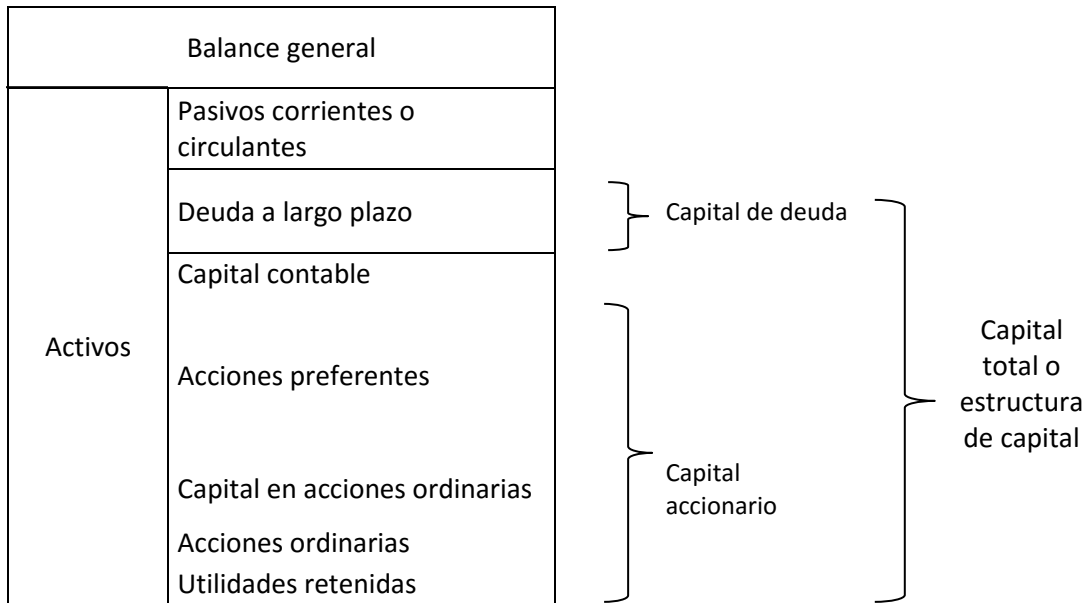 Balance general
Pasivos corrientes o
circulantes
Deuda a largo plazo
Capital de deuda
Capital contable
Activos
Acciones preferentes
Capital
total o
estructura
de capital
Capital en acciones ordinarias
Capital
accionario
Acciones ordinarias
Utilidades retenidas